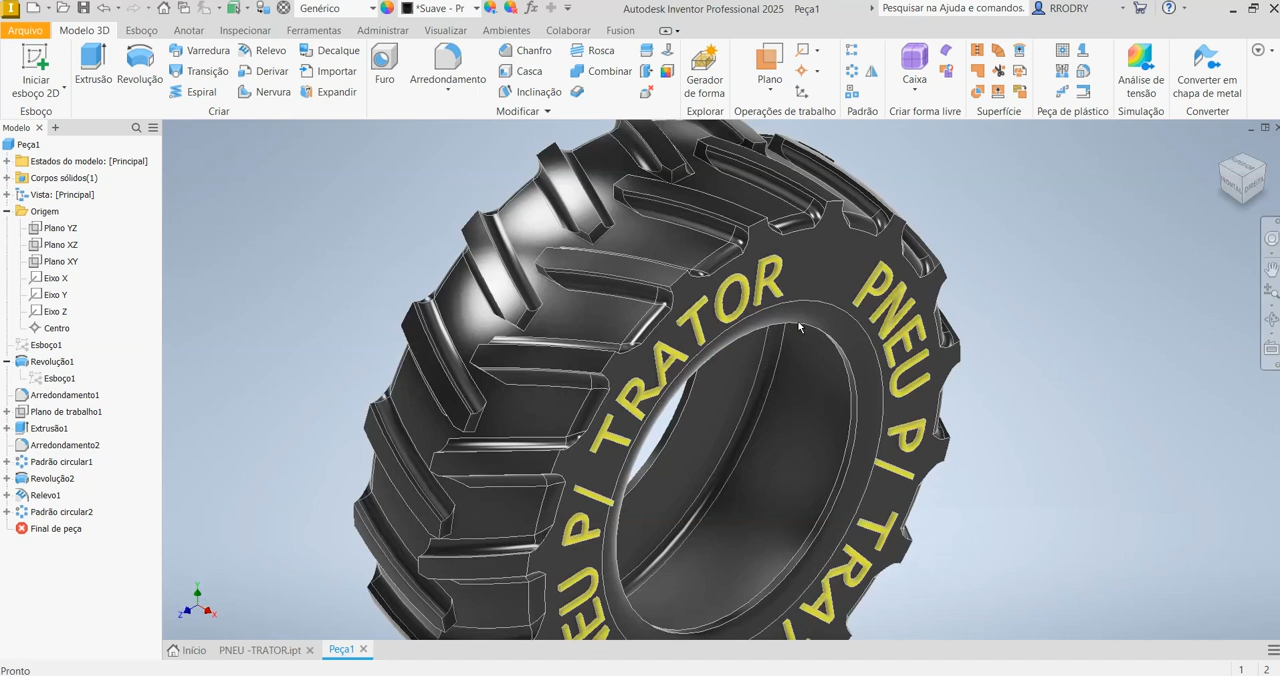 Genérico
*Suave - Pr
Autodesk Inventor Professional 2025 Peça1
Pesquisar na Ajuda e comandos.
RRODRY
Arquivo Modelo 3D Esboço Anotar Inspecionar Ferramentas Administrar Visualizar Ambientes Colaborar Fusion
Iniciar
esboço 2D
Extrusão
Revolução
Varredura
Transição
Espiral
Relevo
Derivar
Nervura
Decalque
Importar
Expandir
Furo
Arredondamento
Chanfro
Casca
Inclinação
Rosca
Combinar
Gerador
de forma
Plano
Caixa
Análise de
tensão
Converter em
chapa de metal
Esboço
Criar
Modificar
Explorar
Operações de trabalho
Padrão
Criar forma livre
Superfície
Peça de plástico
Simulação
Converter
Modelo
Peça1
Estados do modelo: [Principal]
Corpos sólidos(1)
Vista: [Principal]
Origem
Plano YZ
Plano XZ
Plano XY
Eixo X
Eixo Y
Eixo Z
Centro
Esboço1
Revolução1
Esboço1
Arredondamento1
Plano de trabalho1
Extrusão1
Arredondamento2
Padrão circular1
Revolução2
Relevo1
Padrão circular2
Final de peça
PNEU P/ TRATOR
NEU P/ TRATOR
FRONTAL
DIREITA
Y
Z
X
Início
PNEU -TRATOR.ipt
Peça1
Pronto
1
2